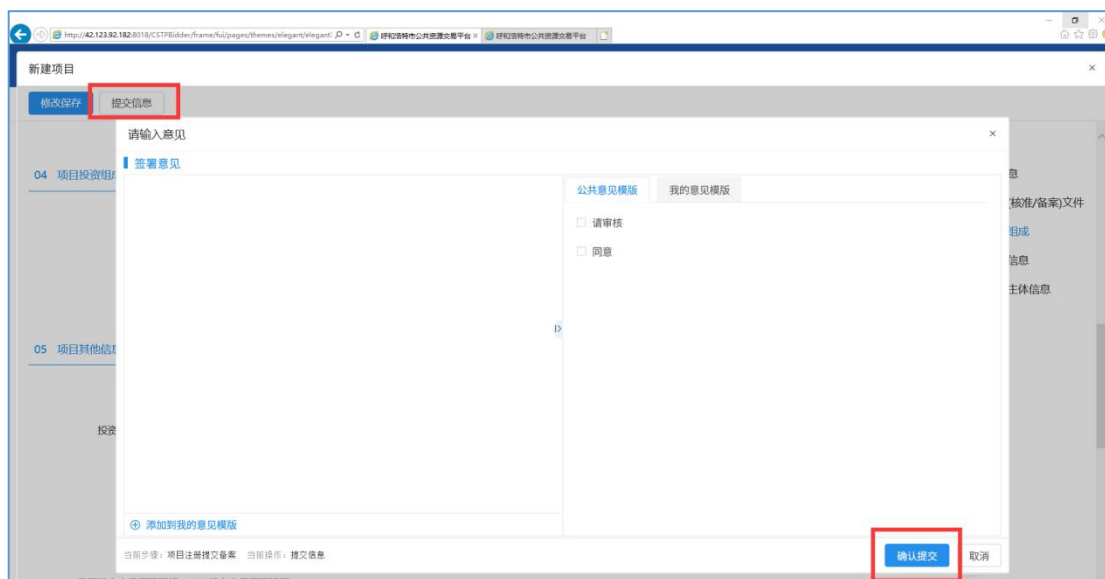 http://42.123.92.182:8018/CSTPBidder/frame/fui/pages/themes/elegant/elegant
呼和浩特市公共资源交易平台
呼和浩特市公共资源交易平台
新建项目
修改保存
提交信息
请输入意见
签署意见
04 项目投资组
公共意见模版
我的意见模版
息
(核准/备案)文件
请审核
组成
同意
信息
主体信息
05 项目其他信息
投资
添加到我的意见模版
当前步骤：项目注册提交备案 当前操作：提交信息
确认提交
取消